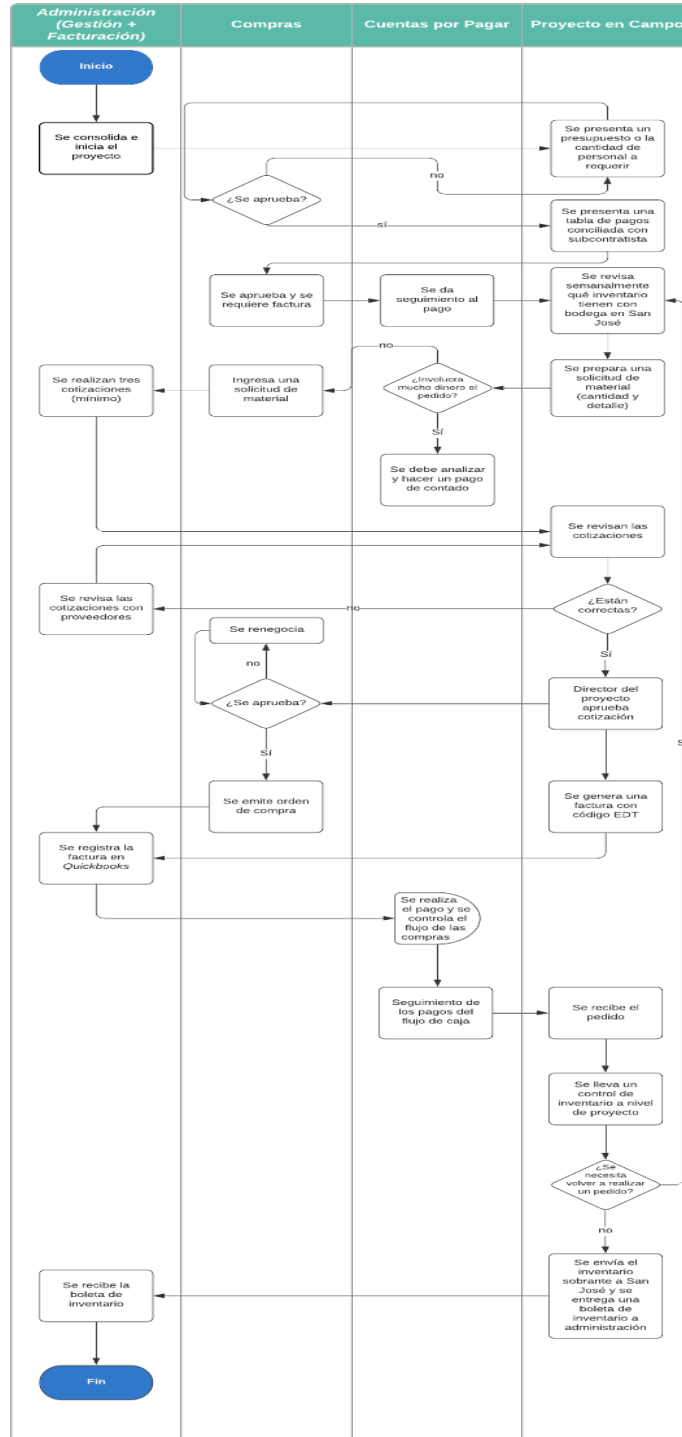 Administración
(Gestión +
Facturación)
Compras
Cuentas por Pagar
Proyecto en Campo
Inicio
Se consolida e
inicia el
proyecto
Se presenta un
presupuesto o la
cantidad de
personal a
requerir
no
¿Se aprueba?
sí
Se presenta una
tabla de pagos
conciliada con
subcontratista
Se aprueba y se
requiere factura
Se da
seguimiento al
pago
Se revisa
semanalmente
qué inventario
tienen con
bodega en San
José
no
Se realizan tres
cotizaciones
(mínimo)
Ingresa una
solicitud de
material
¿Involucra
mucho dinero el
pedido?
Se prepara una
solicitud de
material
(cantidad y
detalle)
Sí
Se debe analizar
y hacer un pago
de contado
Se revisan las
cotizaciones
Se revisa las
cotizaciones con
proveedores
no
¿Están
correctas?
Se renegocia
no
Sí
¿Se aprueba?
Director del
proyecto
aprueba
cotización
s
Sí
Se emite orden
de compra
Se genera una
factura con
código EDT
Se registra la
factura en
Quickbooks
Se realiza
el pago y se
controla el
flujo de las
compras
Seguimiento de
los pagos del
flujo de caja
Se recibe el
pedido
Se lleva un
control de
inventario a nivel
de proyecto
¿Se
necesita
volver a realizar
un pedido?
no
Se recibe la
boleta de
inventario
Se envía el
inventario
sobrante a San
José y se
entrega una
boleta de
inventario a
administración
Fin